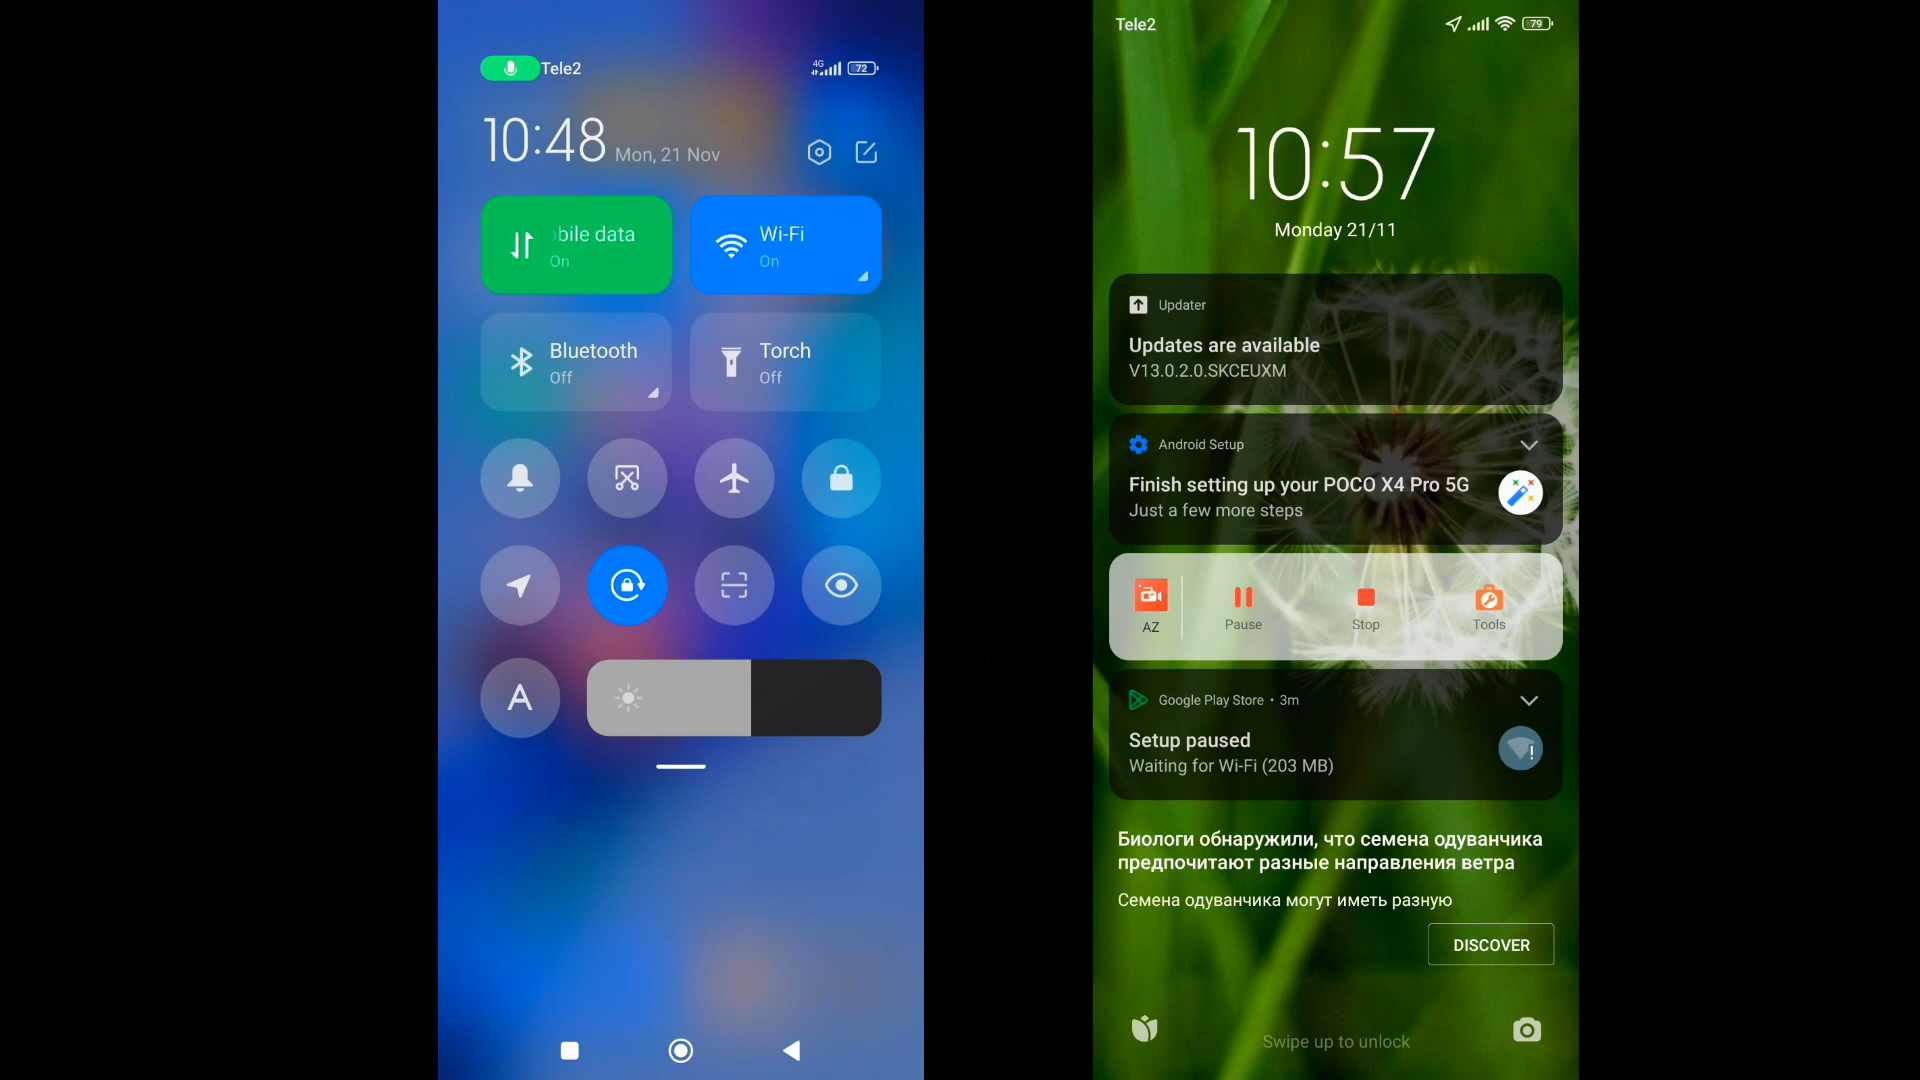 Tele2
4G
72
10:48 Mon, 21 Nov
bile data
On
Wi-Fi
On
Bluetooth
Off
Torch
Off
A
Tele2
79
10:57
Monday 21/11
Updater
Updates are available
V13.0.2.0.SKCEUXM
Android Setup
Finish setting up your POCO X4 Pro 5G
Just a few more steps
AZ
Pause
Stop
Tools
Google Play Store • 3m
Setup paused
Waiting for Wi-Fi (203 MB)
Биологи обнаружили, что семена одуванчика
предпочитают разные направления ветра
Семена одуванчика могут иметь разную
DISCOVER
Swipe up to unlock